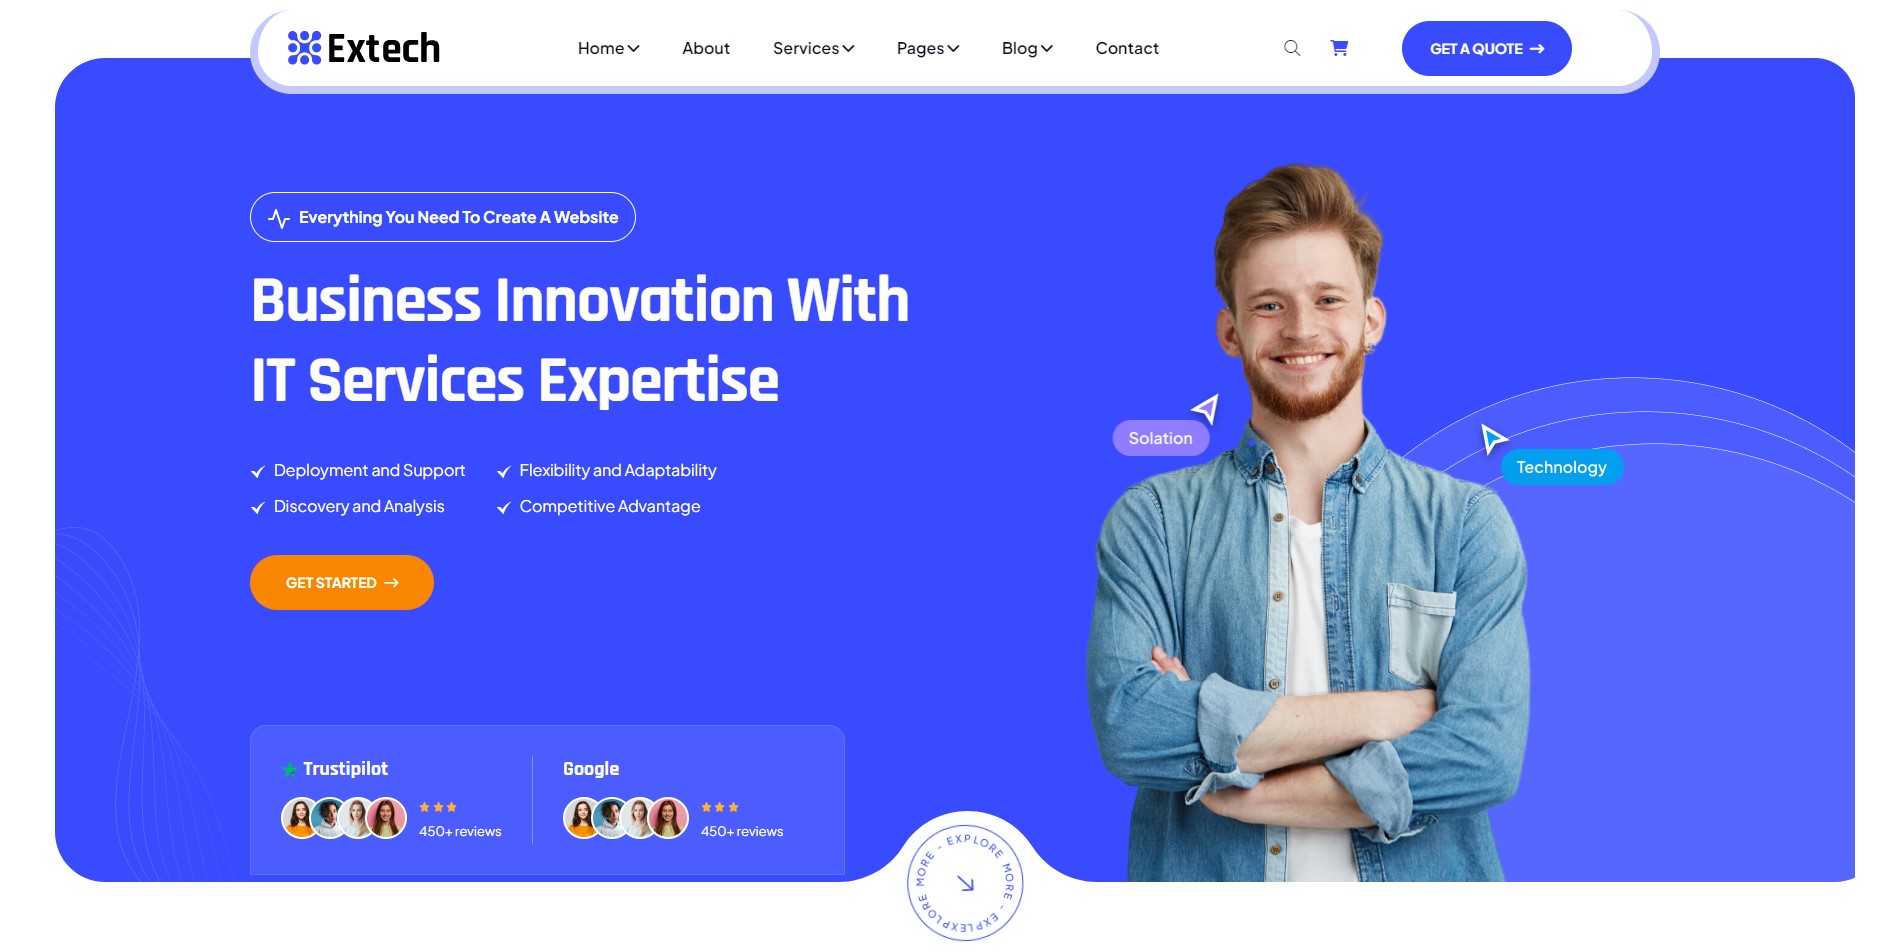 Extech
Home About Services Pages Blog Contact
GET A QUOTE
Everything You Need To Create A Website
Business Innovation With
IT Services Expertise
Deployment and Support
Flexibility and Adaptability
Discovery and Analysis
Competitive Advantage
GET STARTED
Solation
Technology
Trustipilot
450+ reviews
Google
450+ reviews
EXPLORE MORE - EXPLEXPLORE MORE -